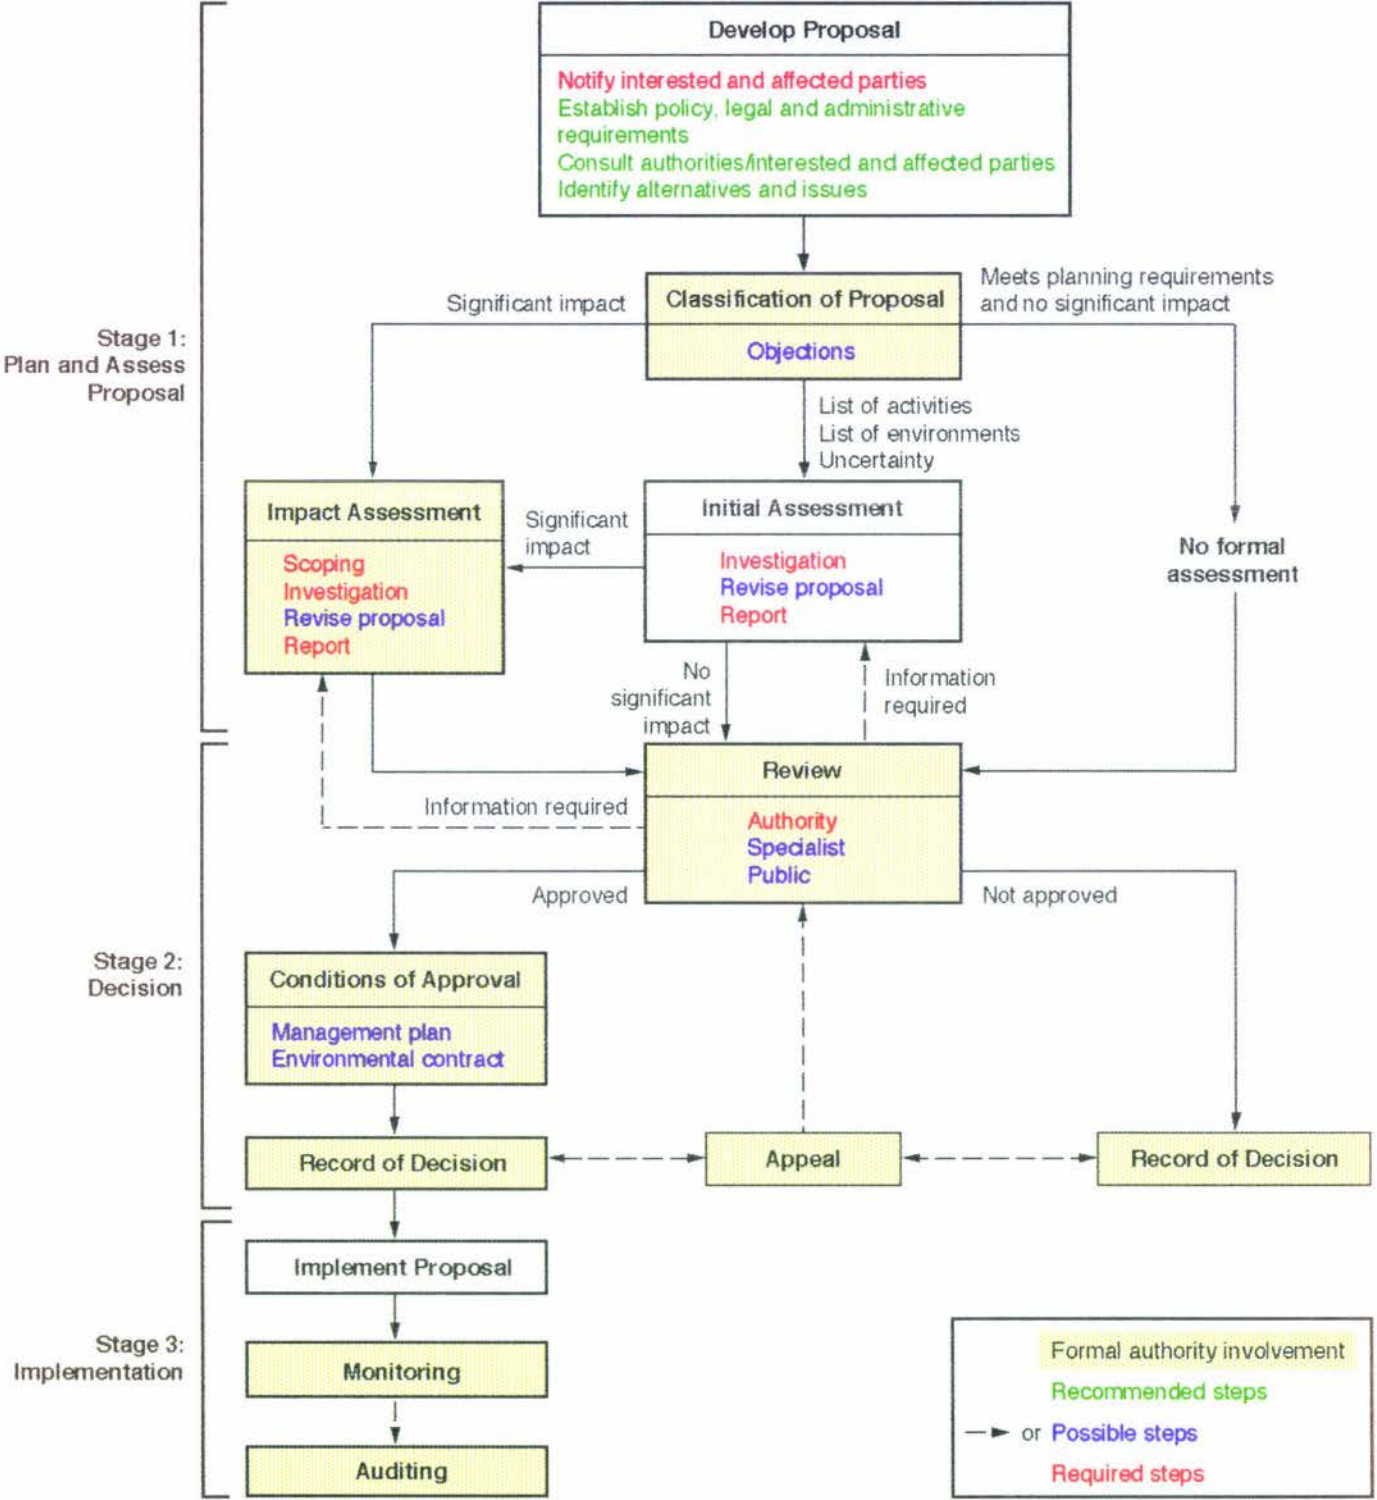 Develop Proposal
Notify interested and affected parties
Establish policy, legal and administrative
requirements
Consult authorities/interested and affected parties
Identify alternatives and issues
Stage 1:
Plan and Assess
Proposal
Significant impact
Classification of Proposal
Objections
Meets planning requirements
and no significant impact
List of activities
List of environments
Uncertainty
Impact Assessment
Scoping
Investigation
Revise proposal
Report
Significant
impact
Initial Assessment
Investigation
Revise proposal
Report
No formal
assessment
No
significant
impact
Information
required
Review
Authority
Specialist
Public
Information required
Approved
Not approved
Stage 2:
Decision
Conditions of Approval
Management plan
Environmental contract
Record of Decision
Appeal
Record of Decision
Stage 3:
Implementation
Implement Proposal
Monitoring
Auditing
Formal authority involvement
Recommended steps
or Possible steps
Required steps